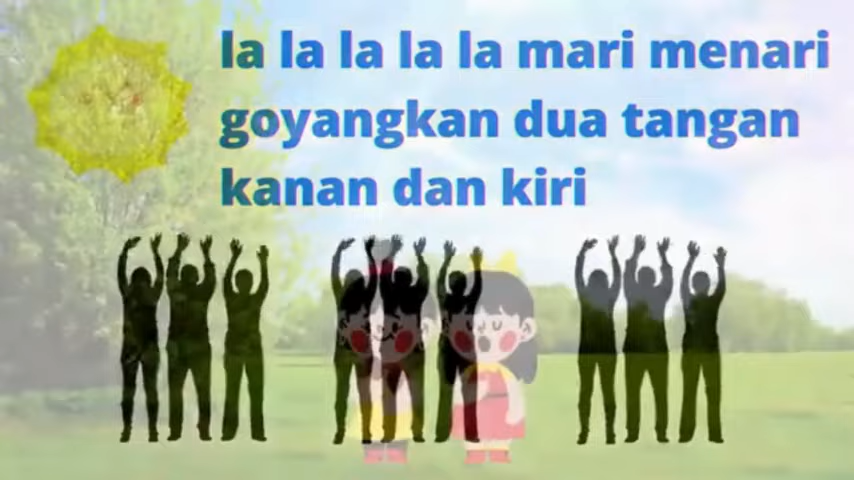 la la la la la mari menari
goyangkan dua tangan
kanan dan kiri